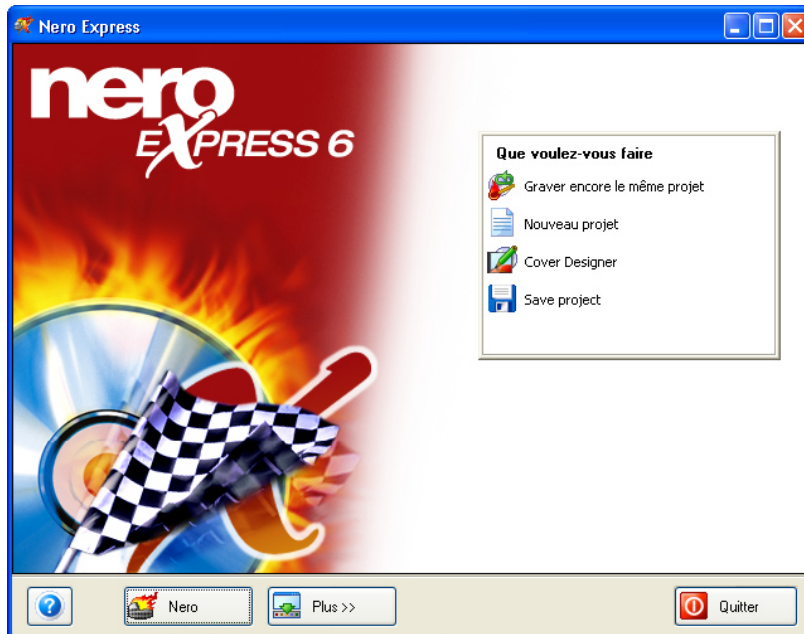 Nero Express
nero
EXPRESS 6
Que voulez-vous faire
Graver encore le même projet
Nouveau projet
Cover Designer
Save project
?
Nero
Plus >>
Quitter